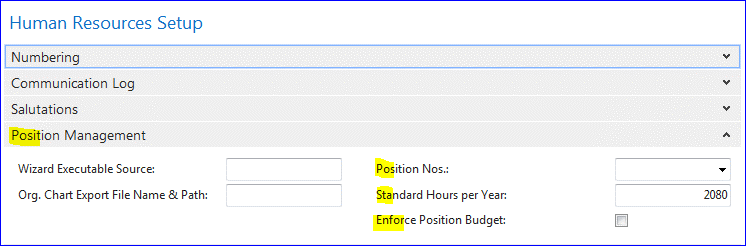 Human Resources Setup
Numbering
Communication Log
Salutations
Position Management
Wizard Executable Source:
Position Nos.:
Org. Chart Export File Name & Path:
Standard Hours per Year: 2080
Enforce Position Budget: